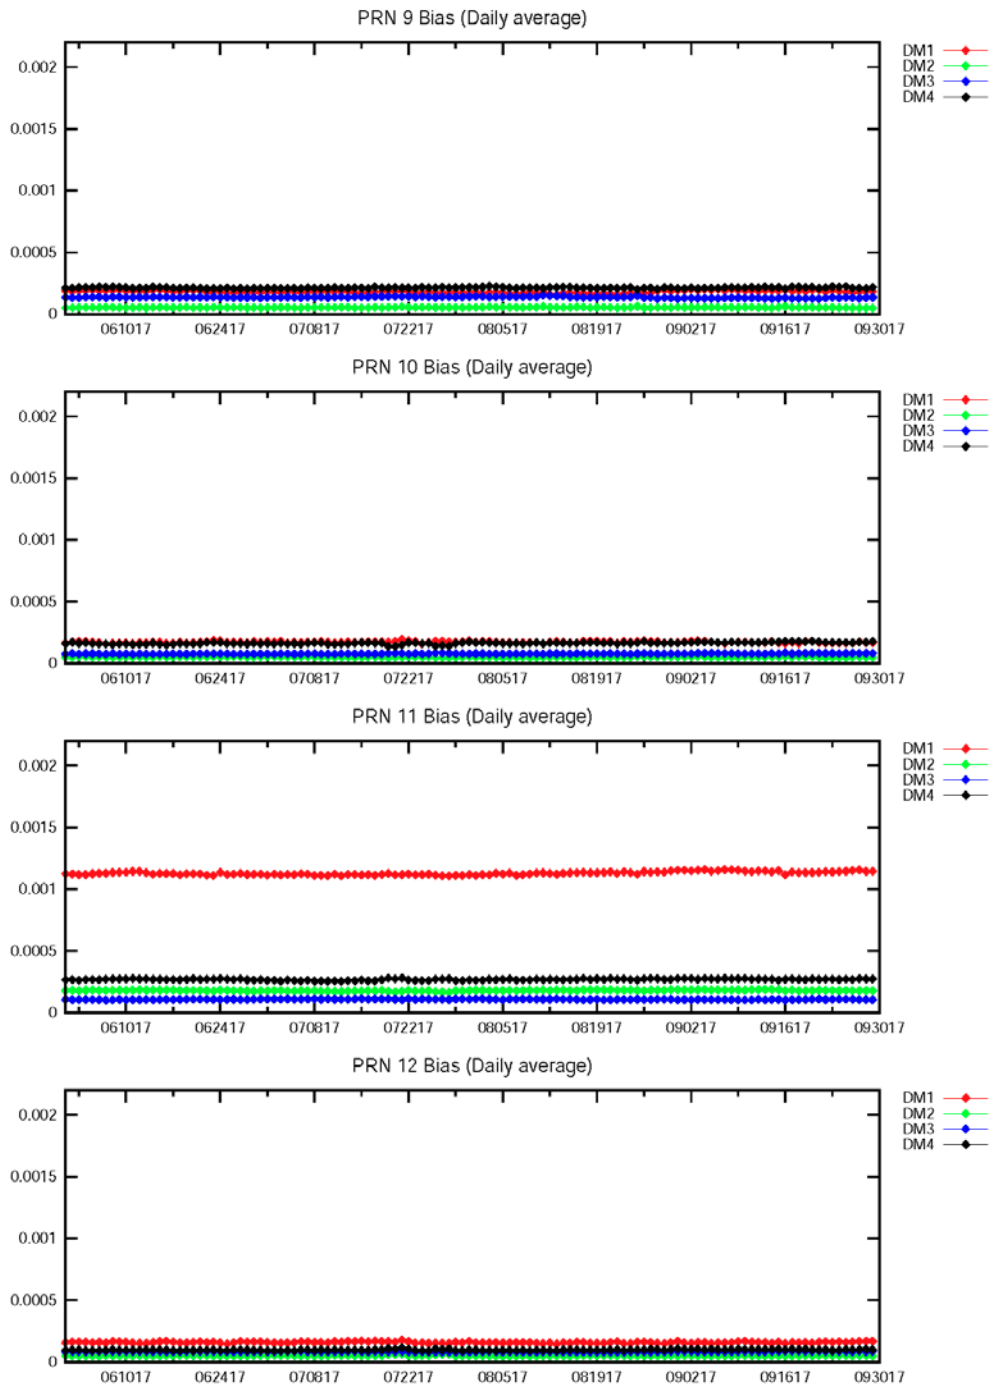 PRN 9 Bias (Daily average)
0.002
0.0015
0.001
0.0005
0
061017 062417 070817 072217 080517 081917 090217 091617 093017
DM1
DM2
DM3
DM4
PRN 10 Bias (Daily average)
0.002
0.0015
0.001
0.0005
0
061017 062417 070817 072217 080517 081917 090217 091617 093017
DM1
DM2
DM3
DM4
PRN 11 Bias (Daily average)
0.002
0.0015
0.001
0.0005
0
061017 062417 070817 072217 080517 081917 090217 091617 093017
DM1
DM2
DM3
DM4
PRN 12 Bias (Daily average)
0.002
0.0015
0.001
0.0005
0
061017 062417 070817 072217 080517 081917 090217 091617 093017
DM1
DM2
DM3
DM4